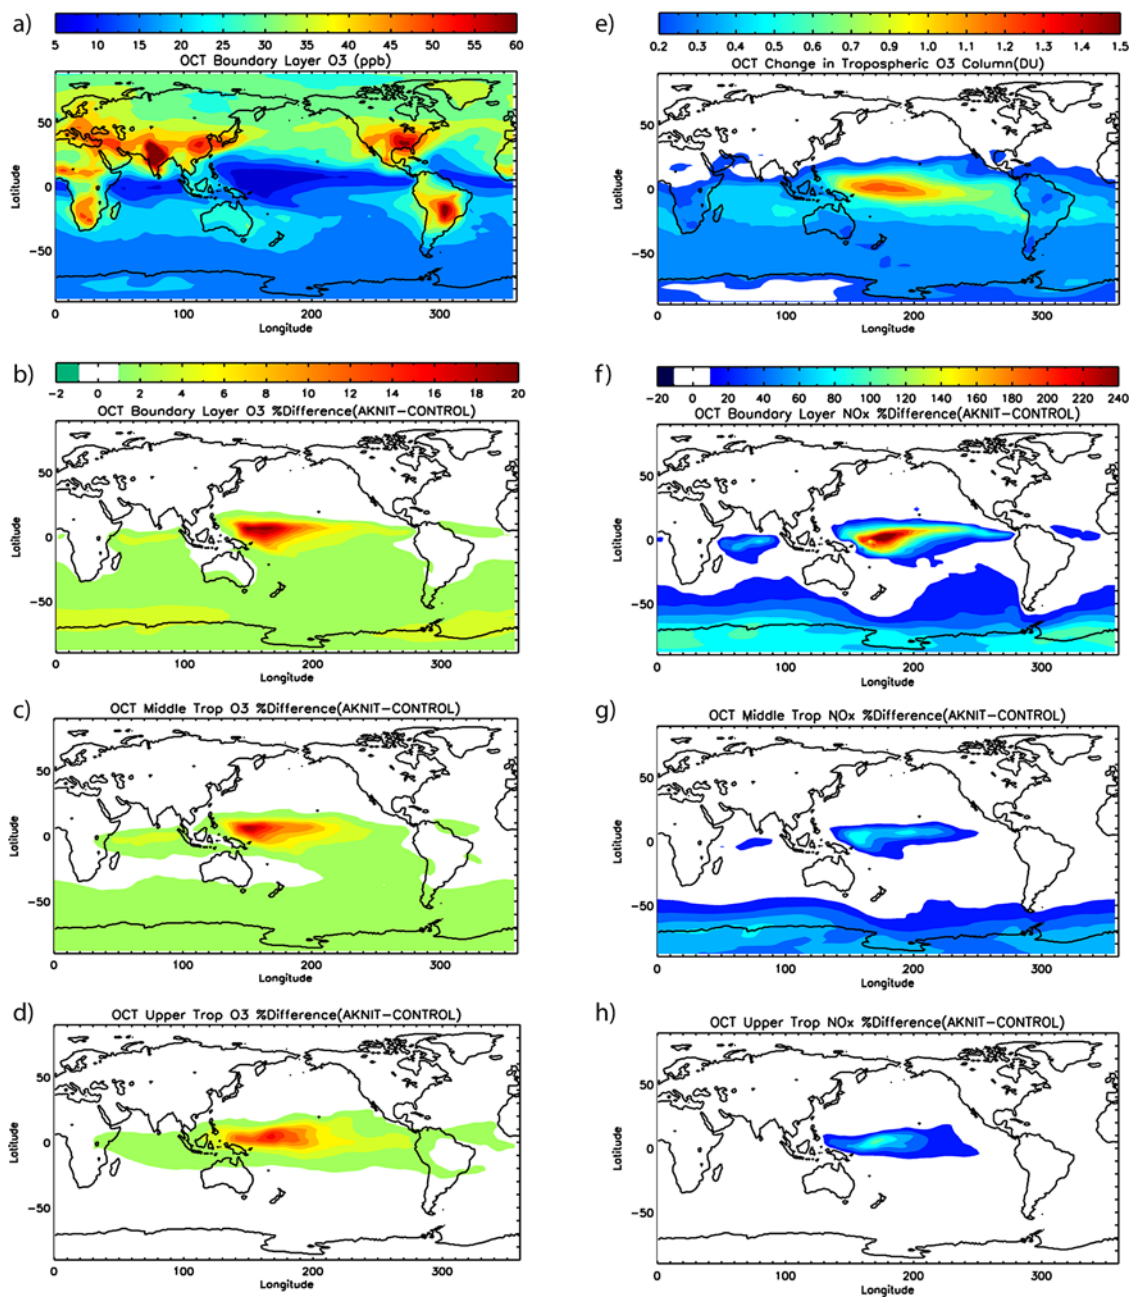 a)
5 10 15 20 25 30 35 40 45 50 55 60
OCT Boundary Layer O3 (ppb)
50
0
-50
Latitude
0 100 200 300
Longitude
e)
0.2 0.3 0.4 0.5 0.6 0.7 0.8 0.9 1.0 1.1 1.2 1.3 1.4 1.5
OCT Change in Tropospheric O3 Column(DU)
50
0
-50
Latitude
0 100 200 300
Longitude
b)
-2 0 2 4 6 8 10 12 14 16 18 20
OCT Boundary Layer O3 %Difference(AKNIT-CONTROL)
50
0
-50
Latitude
0 100 200 300
Longitude
f)
-20 0 20 40 60 80 100 120 140 160 180 200 220 240
OCT Boundary Layer NOx %Difference(AKNIT-CONTROL)
50
0
-50
Latitude
0 100 200 300
Longitude
c)
OCT Middle Trop O3 %Difference(AKNIT-CONTROL)
50
0
-50
Latitude
0 100 200 300
Longitude
g)
OCT Middle Trop NOx %Difference(AKNIT-CONTROL)
50
0
-50
Latitude
0 100 200 300
Longitude
d)
OCT Upper Trop O3 %Difference(AKNIT-CONTROL)
50
0
-50
Latitude
0 100 200 300
Longitude
h)
OCT Upper Trop NOx %Difference(AKNIT-CONTROL)
50
0
-50
Latitude
0 100 200 300
Longitude